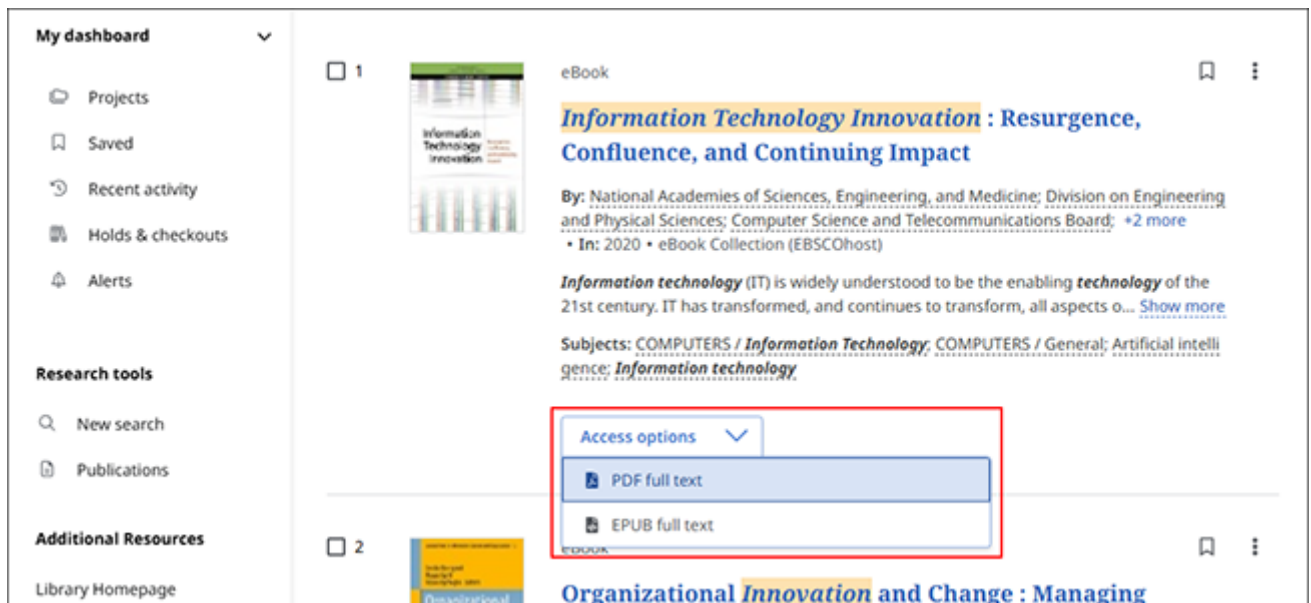 My dashboard
Projects
Saved
Recent activity
Holds & checkouts
Alerts
Research tools
New search
Publications
Additional Resources
Library Homepage
1
Information
Technology
Innovation
eBook
Information Technology Innovation : Resurgence,
Confluence, and Continuing Impact
By: National Academies of Sciences, Engineering, and Medicine; Division on Engineering
and Physical Sciences; Computer Science and Telecommunications Board; +2 more
• In: 2020 • eBook Collection (EBSCOhost)
Information technology (IT) is widely understood to be the enabling technology of the
21st century. IT has transformed, and continues to transform, all aspects o... Show more
Subjects: COMPUTERS / Information Technology; COMPUTERS / General; Artificial intelli
gence; Information technology
Access options
PDF full text
EPUB full text
2
Organizational
eBook
Organizational Innovation and Change : Managing